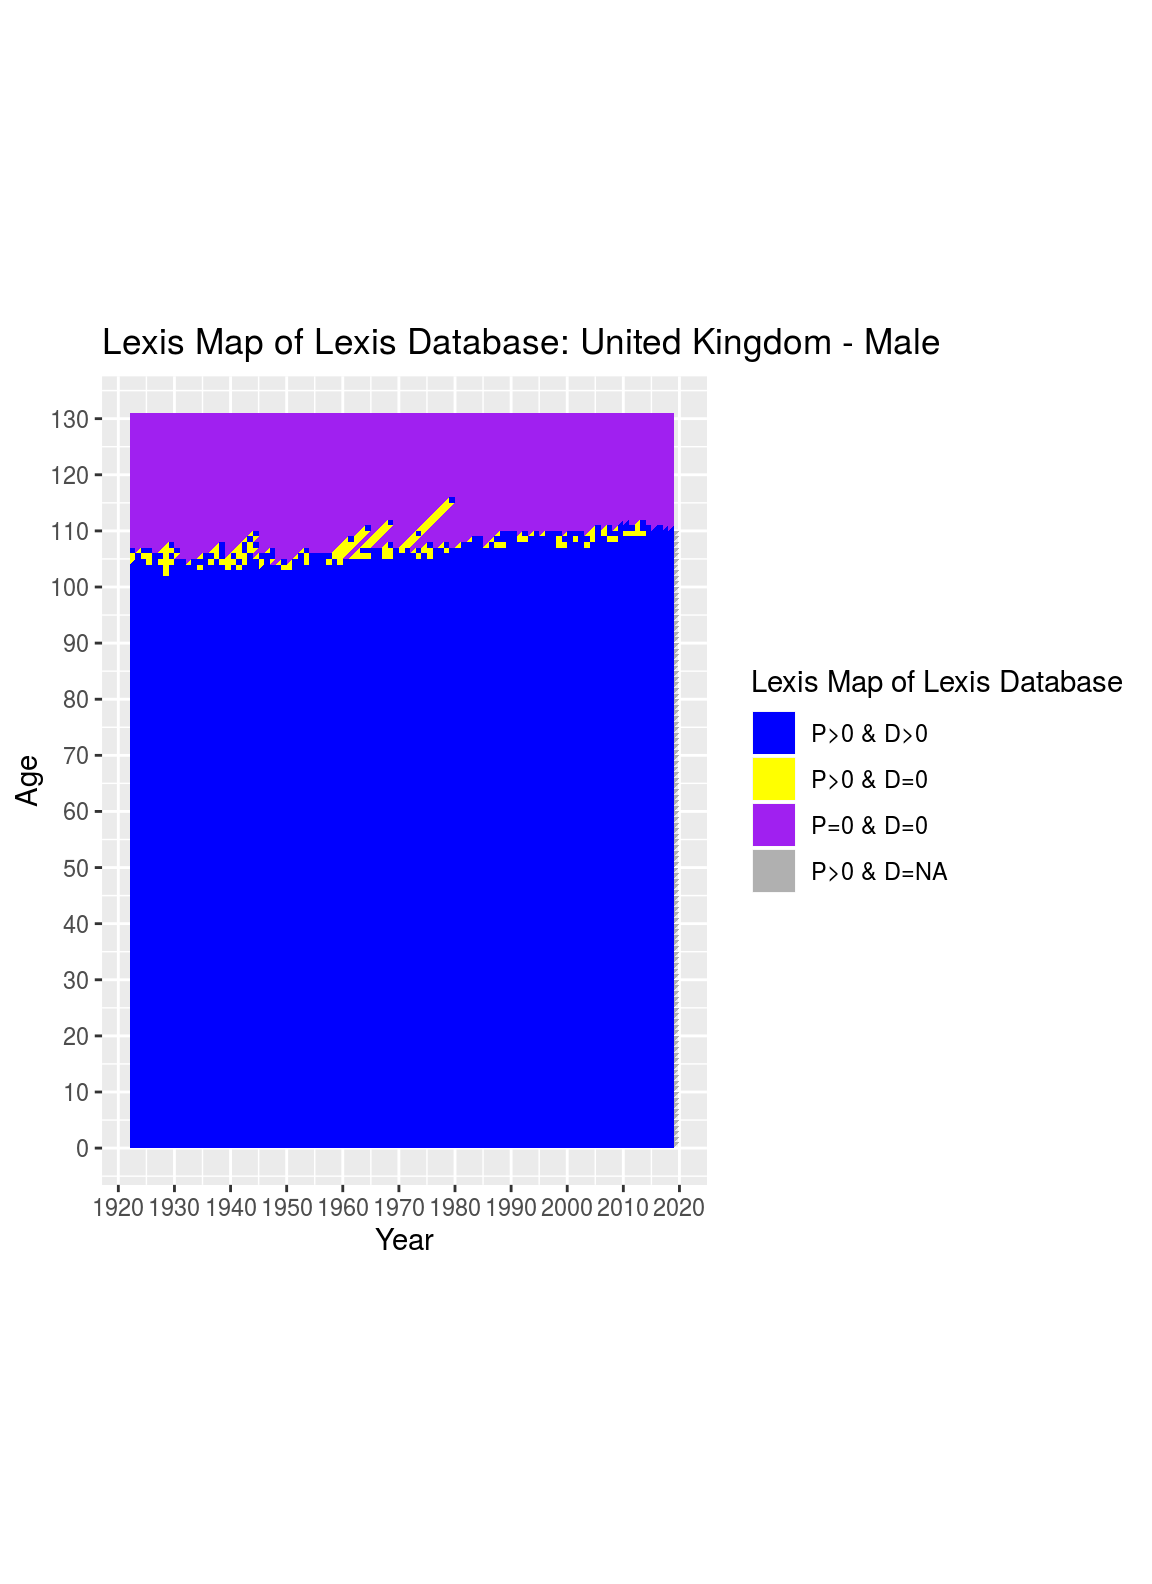 Lexis Map of Lexis Database: United Kingdom - Male
130
120
110
100
90
80
70
60
50
40
30
20
10
0
Age
1920 1930 1940 1950 1960 1970 1980 1990 2000 2010 2020
Year
Lexis Map of Lexis Database
P>0 & D>0
P>0 & D=0
P=0 & D=0
P>0 & D=NA